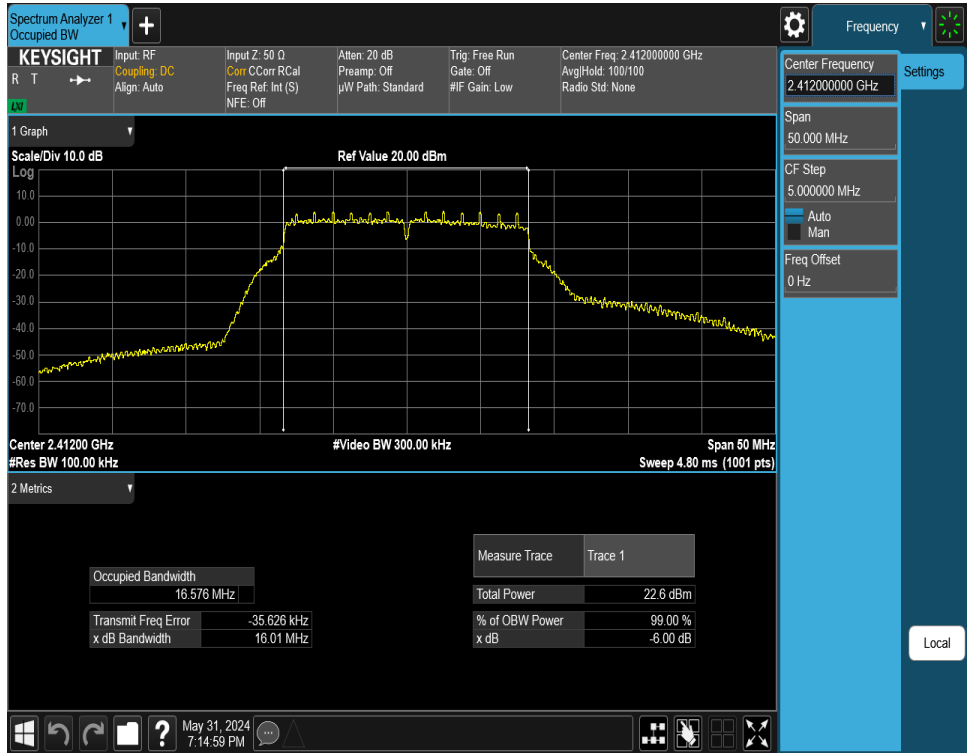 Spectrum Analyzer 1
Occupied BW
+
Frequency
KEYSIGHT
R T
LXI
Input: RF
Coupling: DC
Align: Auto
Input Z: 50 Ω
Corr CCorr RCal
Freq Ref: Int (S)
NFE: Off
Atten: 20 dB
Preamp: Off
µW Path: Standard
Trig: Free Run
Gate: Off
#IF Gain: Low
Center Freq: 2.412000000 GHz
Avg|Hold: 100/100
Radio Std: None
Center Frequency
2.412000000 GHz
Settings
Span
50.000 MHz
CF Step
5.000000 MHz
Auto
Man
Freq Offset
0 Hz
1 Graph
Scale/Div 10.0 dB
Ref Value 20.00 dBm
Log
10.0
0.00
-10.0
-20.0
-30.0
-40.0
-50.0
-60.0
-70.0
Center 2.41200 GHz
#Video BW 300.00 kHz
Span 50 MHz
#Res BW 100.00 kHz
Sweep 4.80 ms (1001 pts)
2 Metrics
Measure Trace
Trace 1
Occupied Bandwidth
16.576 MHz
Total Power
22.6 dBm
Transmit Freq Error
-35.626 kHz
% of OBW Power
99.00 %
x dB Bandwidth
16.01 MHz
x dB
-6.00 dB
Local
?
May 31, 2024
7:14:59 PM